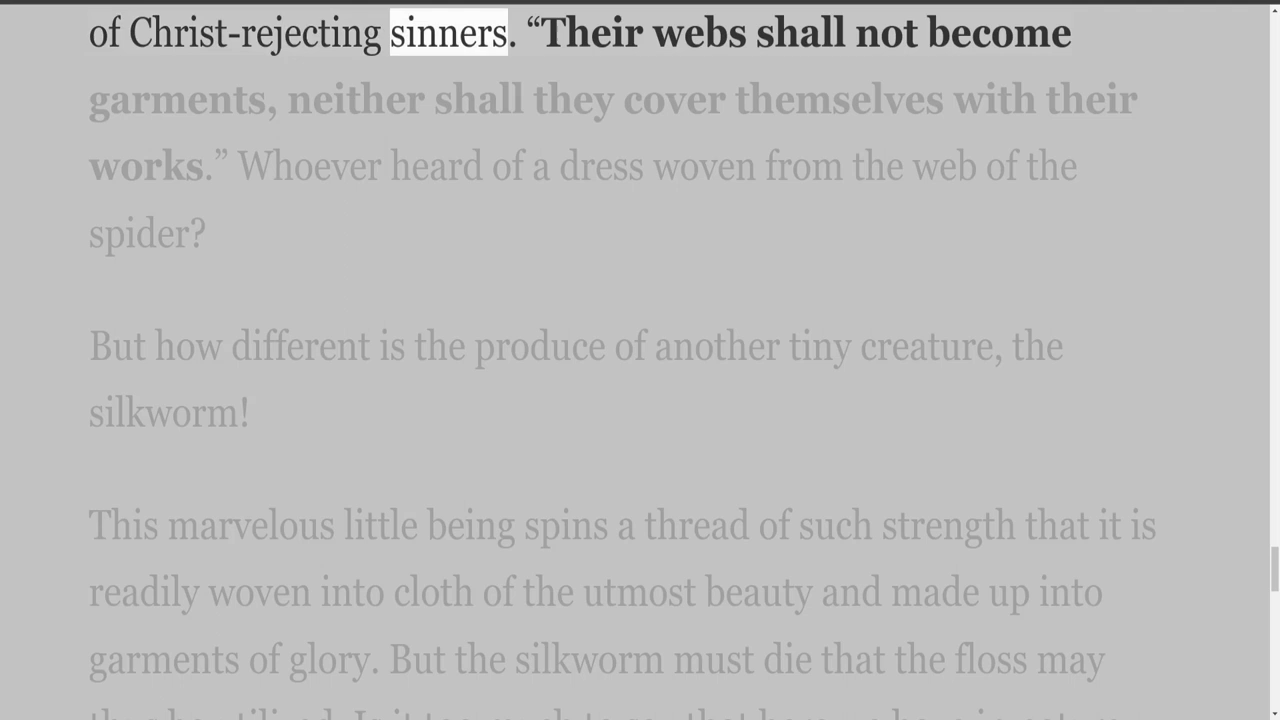 of Christ-rejecting sinners. “Their webs shall not become
garments, neither shall they cover themselves with their
works.” Whoever heard of a dress woven from the web of the
spider?
But how different is the produce of another tiny creature, the
silkworm!
This marvelous little being spins a thread of such strength that it is
readily woven into cloth of the utmost beauty and made up into
garments of glory. But the silkworm must die that the floss may